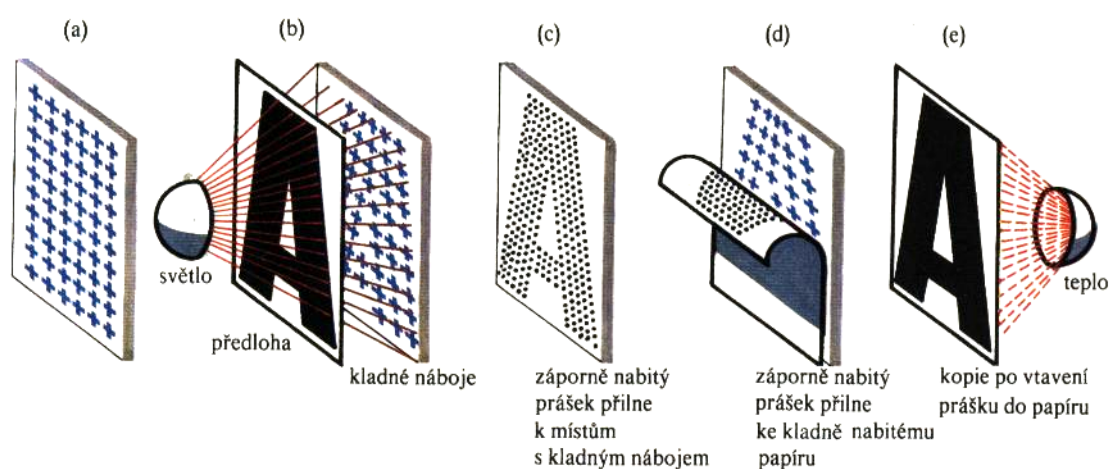 (a)
(b)
(c)
(d)
(e)
A
A
A
světlo
předloha
kladné náboje
záporně nabitý
prášek přilne
k místům
s kladným nábojem
záporně nabitý
prášek přilne
ke kladně nabitému
papíru
teplo
kopie po vtavení
prášku do papíru